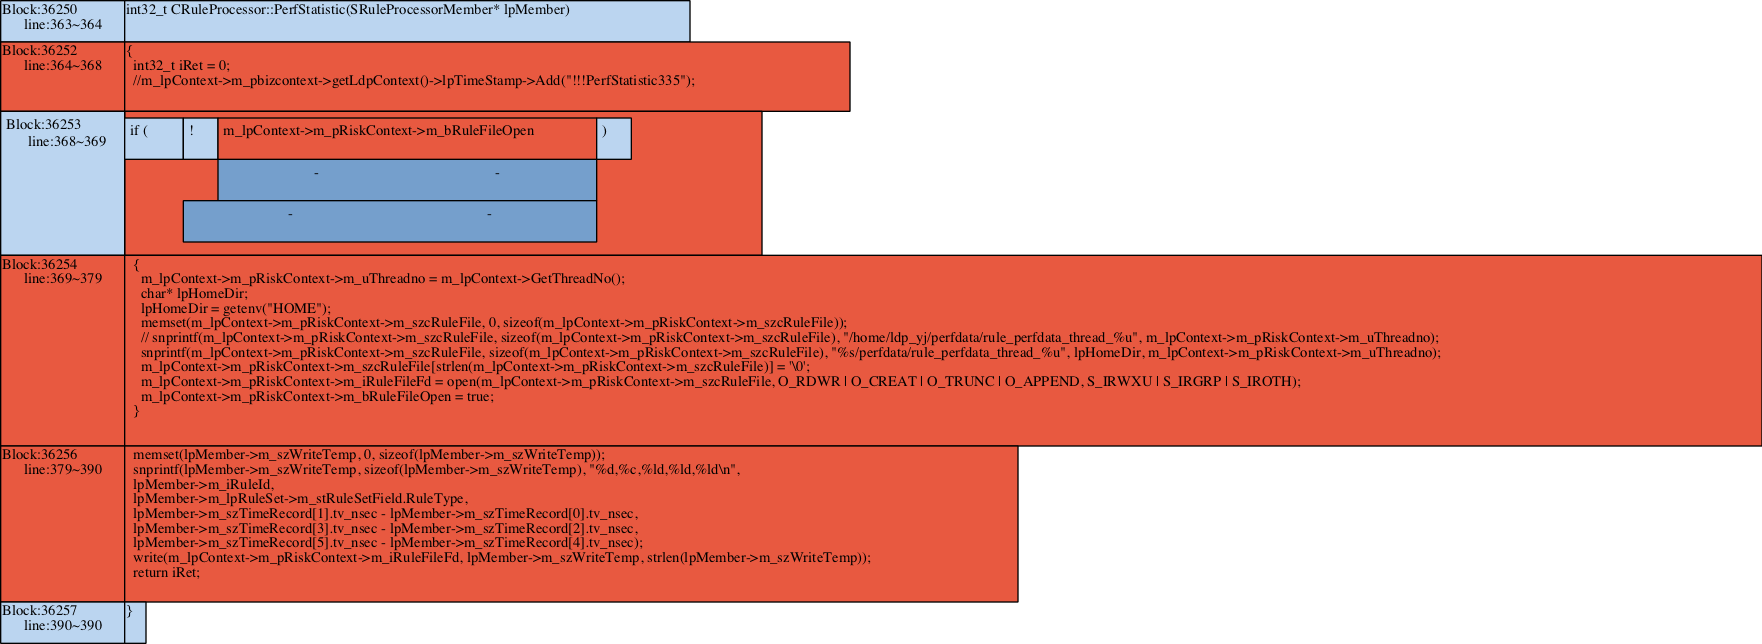 Block:36250 int32_t CRuleProcessor::PerfStatistic(SRuleProcessorMember* lpMember)
line:363~364
Block:36252 {
line:364~368 int32_t iRet = 0;
//m_lpContext->m_pbizcontext->getLdpContext()->lpTimeStamp->Add("!!!PerfStatistic335");
Block:36253 if ( ! m_lpContext->m_pRiskContext->m_bRuleFileOpen )
line:368~369
- -
- -
Block:36254 {
line:369~379 m_lpContext->m_pRiskContext->m_uThreadno = m_lpContext->GetThreadNo();
char* lpHomeDir;
lpHomeDir = getenv("HOME");
memset(m_lpContext->m_pRiskContext->m_szcRuleFile, 0, sizeof(m_lpContext->m_pRiskContext->m_szcRuleFile));
// snprintf(m_lpContext->m_pRiskContext->m_szcRuleFile, sizeof(m_lpContext->m_pRiskContext->m_szcRuleFile), "/home/ldp_yj/perfdata/rule_perfdata_thread_%u", m_lpContext->m_pRiskContext->m_uThreadno);
snprintf(m_lpContext->m_pRiskContext->m_szcRuleFile, sizeof(m_lpContext->m_pRiskContext->m_szcRuleFile), "%s/perfdata/rule_perfdata_thread_%u", lpHomeDir, m_lpContext->m_pRiskContext->m_uThreadno);
m_lpContext->m_pRiskContext->m_szcRuleFile[strlen(m_lpContext->m_pRiskContext->m_szcRuleFile)] = '\0';
m_lpContext->m_pRiskContext->m_iRuleFileFd = open(m_lpContext->m_pRiskContext->m_szcRuleFile, O_RDWR | O_CREAT | O_TRUNC | O_APPEND, S_IRWXU | S_IRGRP | S_IROTH);
m_lpContext->m_pRiskContext->m_bRuleFileOpen = true;
}
Block:36256 memset(lpMember->m_szWriteTemp, 0, sizeof(lpMember->m_szWriteTemp));
line:379~390 snprintf(lpMember->m_szWriteTemp, sizeof(lpMember->m_szWriteTemp), "%d,%c,%ld,%ld,%ld\n",
lpMember->m_iRuleId,
lpMember->m_lpRuleSet->m_stRuleSetField.RuleType,
lpMember->m_szTimeRecord[1].tv_nsec - lpMember->m_szTimeRecord[0].tv_nsec,
lpMember->m_szTimeRecord[3].tv_nsec - lpMember->m_szTimeRecord[2].tv_nsec,
lpMember->m_szTimeRecord[5].tv_nsec - lpMember->m_szTimeRecord[4].tv_nsec);
write(m_lpContext->m_pRiskContext->m_iRuleFileFd, lpMember->m_szWriteTemp, strlen(lpMember->m_szWriteTemp));
return iRet;
Block:36257 }
line:390~390